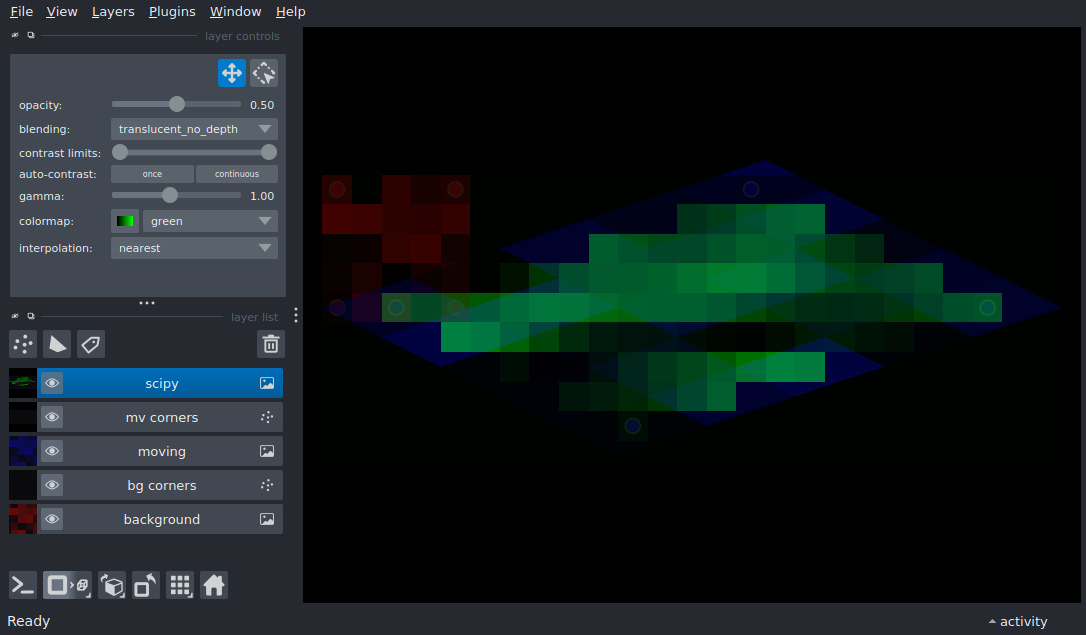 File View Layers Plugins Window Help
layer controls
opacity: 0.50
blending: translucent_no_depth
contrast limits:
auto-contrast: once continuous
gamma: 1.00
colormap: green
interpolation: nearest
layer list
scipy
mv corners
moving
bg corners
background
Ready activity